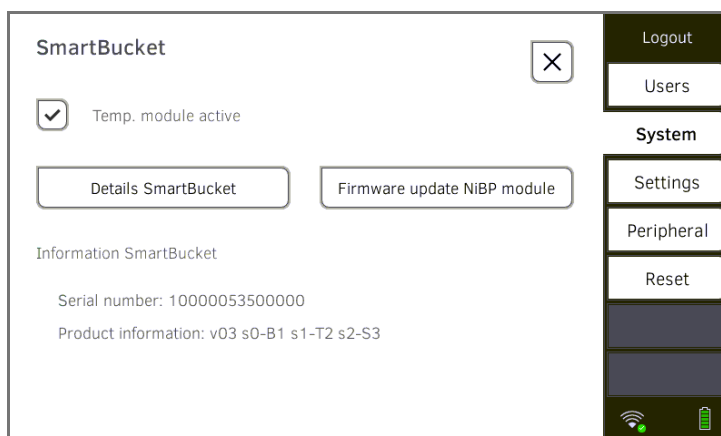 SmartBucket
Temp. module active
Details SmartBucket
Firmware update NiBP module
Information SmartBucket
Serial number: 10000053500000
Product information: v03 s0-B1 s1-T2 s2-S3
Logout
Users
System
Settings
Peripheral
Reset